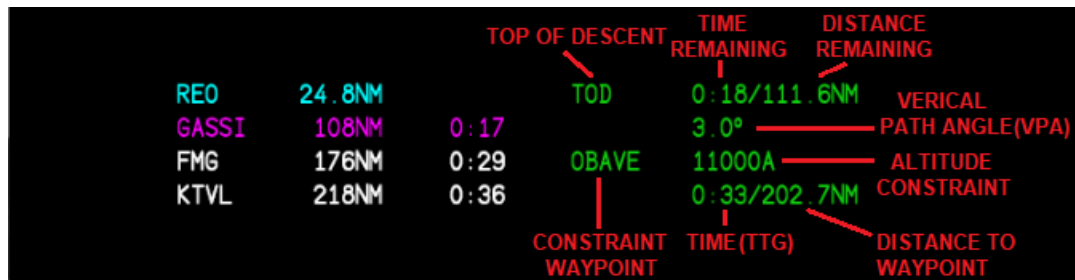 TOP OF DESCENT
TIME REMAINING
DISTANCE REMAINING
REO 24.8NM TOD 0:18/111.6NM
GASSI 108NM 0:17 3.0°
VERICAL PATH ANGLE(VPA)
FMG 176NM 0:29 OBAVE 11000A
ALTITUDE CONSTRAINT
KTVL 218NM 0:36 0:33/202.7NM
CONSTRAINT WAYPOINT
TIME(TTG)
DISTANCE TO WAYPOINT